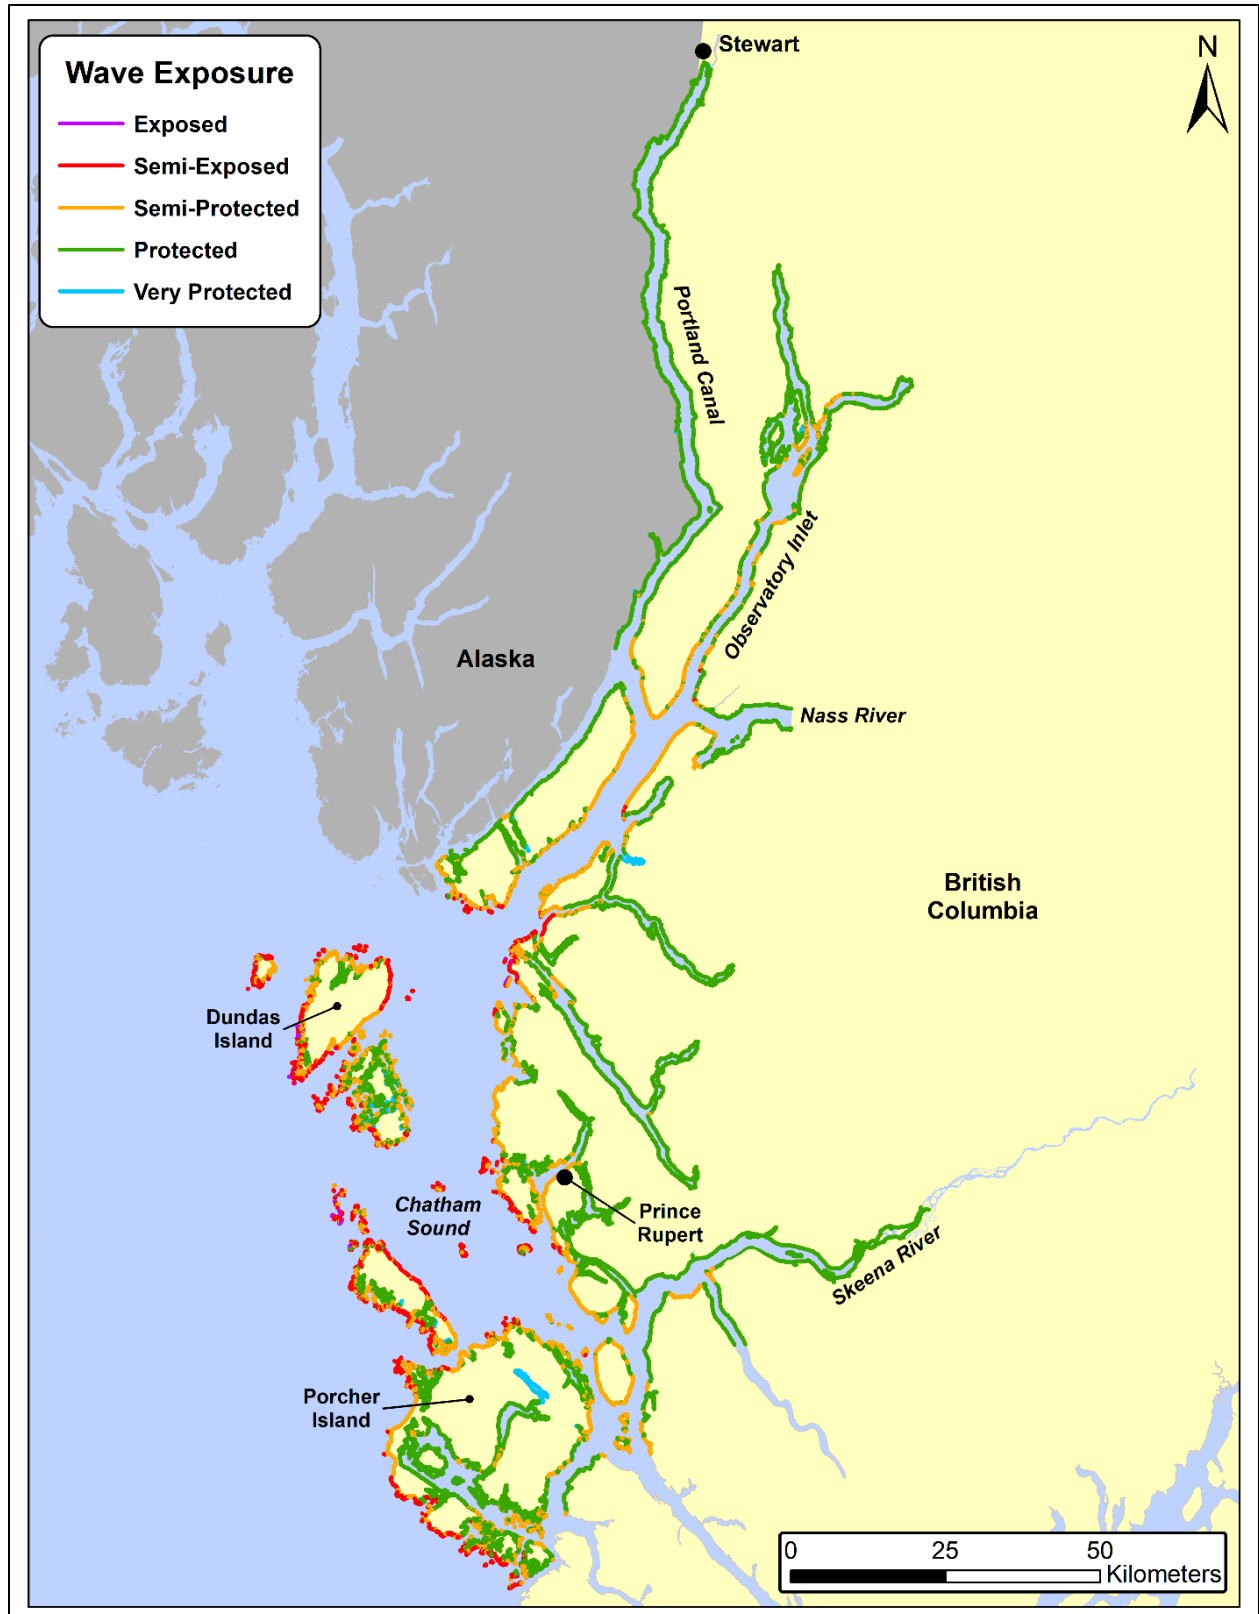 Stewart
N
Wave Exposure
Exposed
Semi-Exposed
Semi-Protected
Protected
Very Protected
Portland Canal
Observatory Inlet
Alaska
Nass River
British
Columbia
Dundas
Island
Chatham
Sound
Prince
Rupert
Skeena River
Porcher
Island
0 25 50
Kilometers